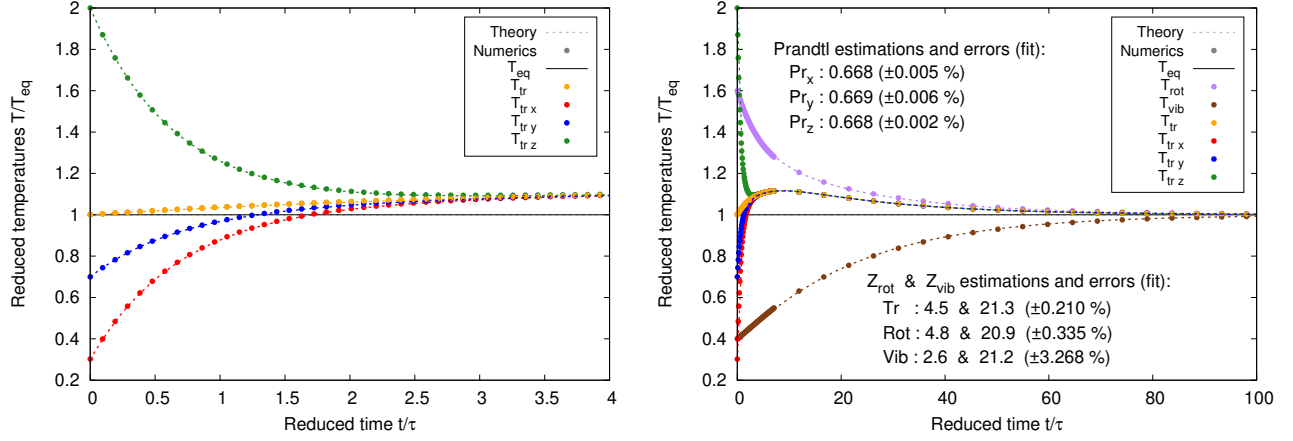 Reduced temperatures T/T_eq
2
1.8
1.6
1.4
1.2
1
0.8
0.6
0.4
0.2
Theory
Numerics
T_eq
T_tr
T_tr x
T_tr y
T_tr z
0 0.5 1 1.5 2 2.5 3 3.5 4
Reduced time t/τ
Reduced temperatures T/T_eq
2
1.8
1.6
1.4
1.2
1
0.8
0.6
0.4
0.2
Prandtl estimations and errors (fit):
Pr_x : 0.668 (±0.005 %)
Pr_y : 0.669 (±0.006 %)
Pr_z : 0.668 (±0.002 %)
Theory
Numerics
T_eq
T_rot
T_vib
T_tr
T_tr x
T_tr y
T_tr z
Z_rot & Z_vib estimations and errors (fit):
Tr : 4.5 & 21.3 (±0.210 %)
Rot : 4.8 & 20.9 (±0.335 %)
Vib : 2.6 & 21.2 (±3.268 %)
0 20 40 60 80 100
Reduced time t/τ